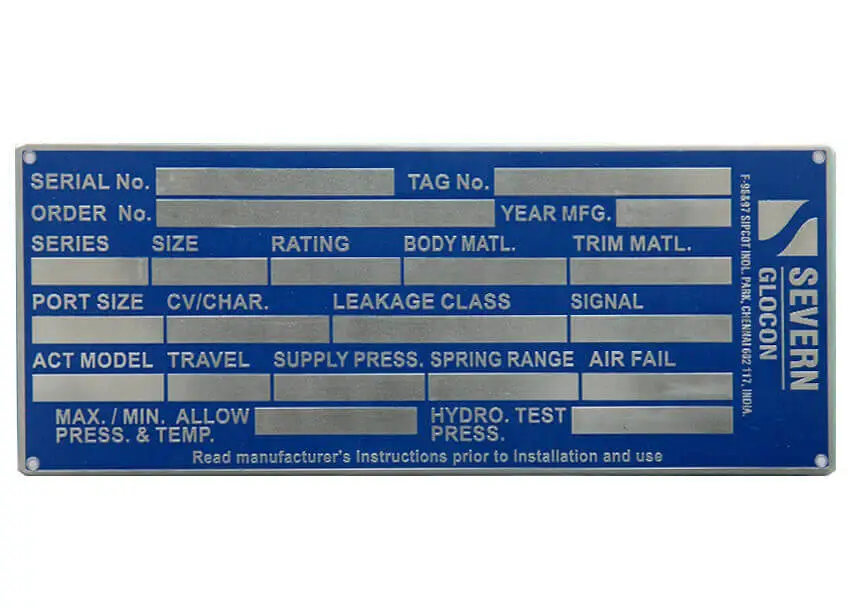 SERIAL No. TAG No.
ORDER No. YEAR MFG.
SERIES SIZE RATING BODY MATL. TRIM MATL.
PORT SIZE CV/CHAR. LEAKAGE CLASS SIGNAL
ACT MODEL TRAVEL SUPPLY PRESS. SPRING RANGE AIR FAIL
MAX. / MIN. ALLOW HYDRO. TEST
PRESS. & TEMP. PRESS.
Read manufacturer's Instructions prior to Installation and use
SEVERN
GLOCON
F-96&97 SIPCOT INDL. PARK, CHENNAI 602 117, INDIA.